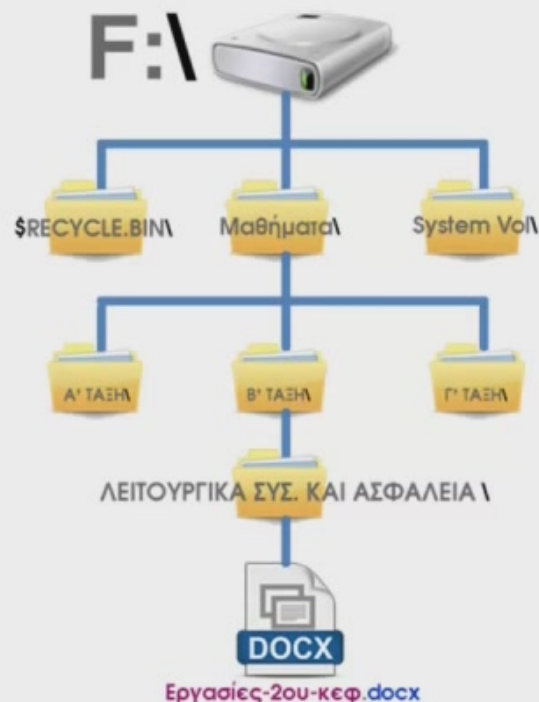 F:\
$RECYCLE.BIN\ Μαθήματα\ System Vol\
Α' ΤΑΞΗ\ Β' ΤΑΞΗ\ Γ' ΤΑΞΗ\
ΛΕΙΤΟΥΡΓΙΚΑ ΣΥΣ. ΚΑΙ ΑΣΦΑΛΕΙΑ \
DOCX
Εργασίες-2ου-κεφ.docx